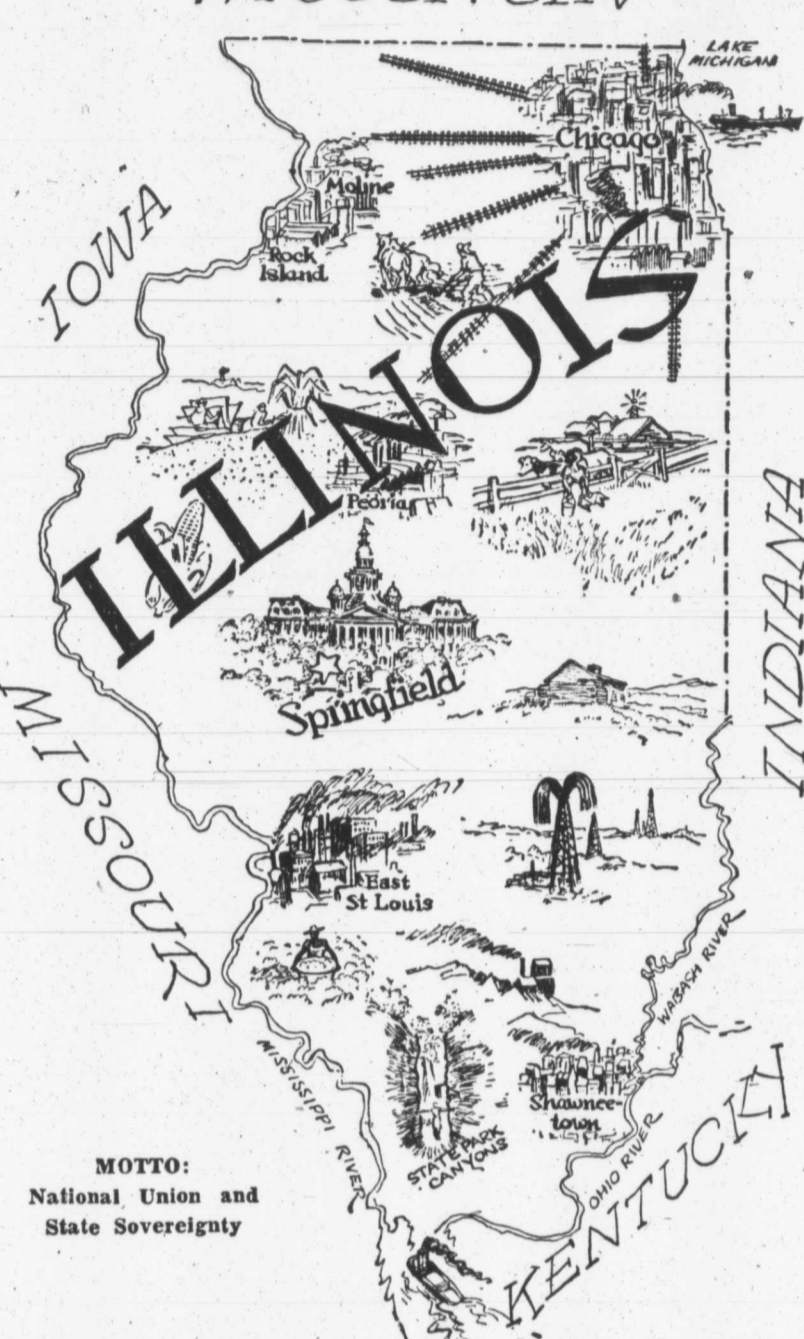 WISCONSIN
LAKE
MICHIGAN
Chicago
Moline
Rock
Island
IOWA
ILLINOIS
Peoria
INDIANA
Springfield
MISSOURI
East
St Louis
WABASH RIVER
MISSISSIPPI RIVER
Shawnee-
town
STATE PARK
CANYONS
OHIO RIVER
KENTUCKY
MOTTO:
National Union and
State Sovereignty